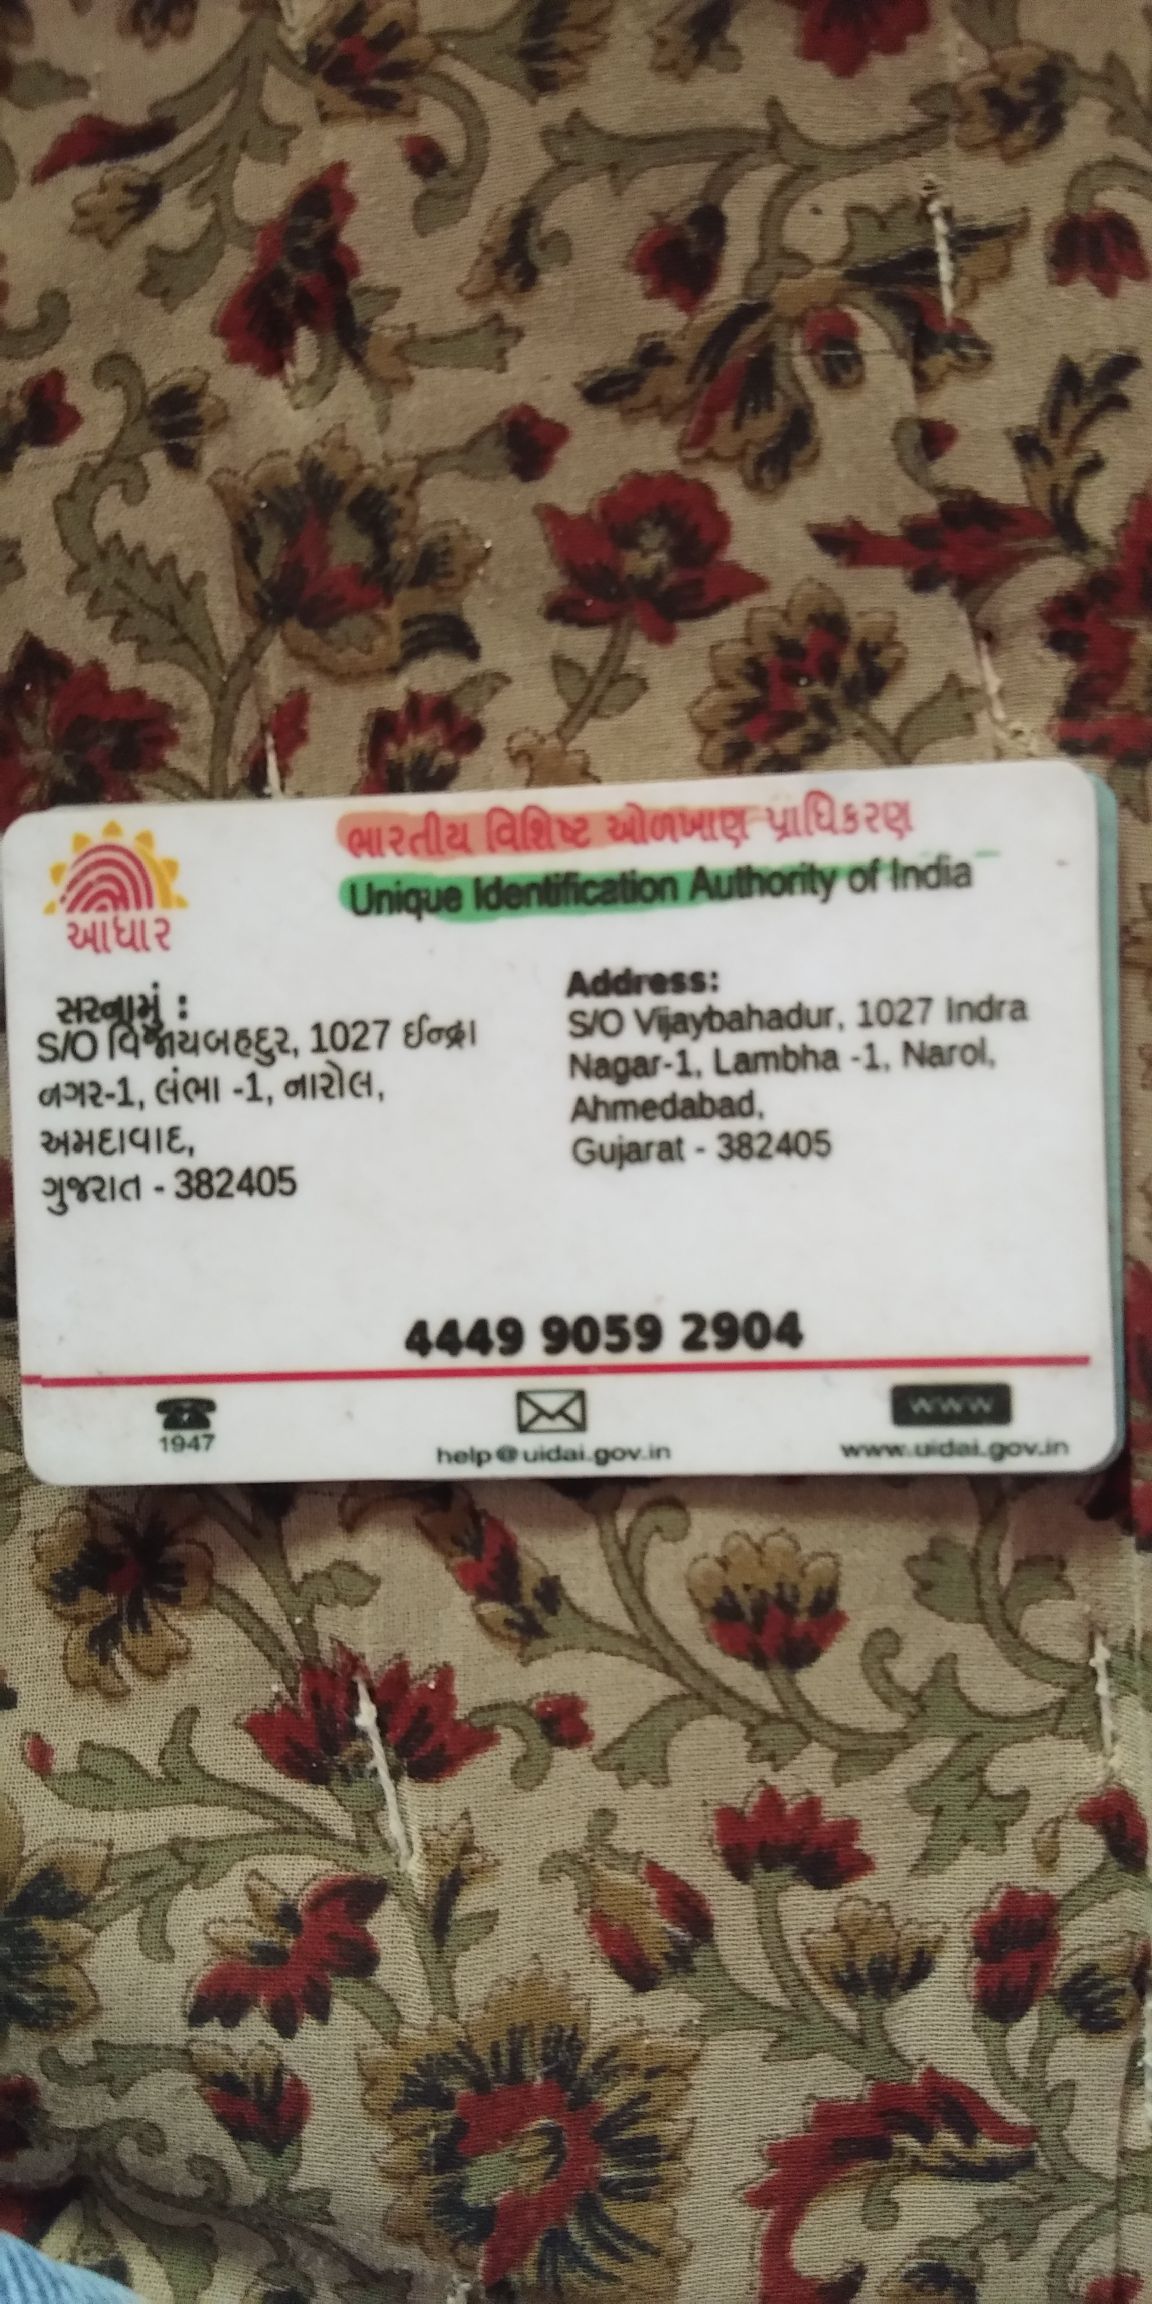 ભારતીય વિશિષ્ટ ઓળખાણ પ્રાધિકરણ
Unique Identification Authority of India
આધાર
સરનામું :
S/O વિજાયબહદુર, 1027 ઈન્દ્રા
નગર-1, લંભા -1, નારોલ,
અમદાવાદ,
ગુજરાત - 382405
Address:
S/O Vijaybahadur, 1027 Indra
Nagar-1, Lambha -1, Narol,
Ahmedabad,
Gujarat - 382405
4449 9059 2904
1947
help@uidai.gov.in
www
www.uidai.gov.in